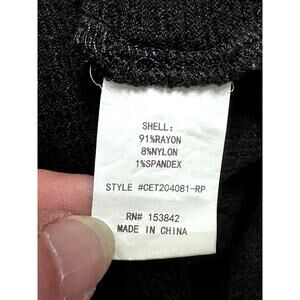 SHELL:
91%RAYON
8%NYLON
1%SPANDEX
STYLE #CET204081-RP
RN# 153842
MADE IN CHINA